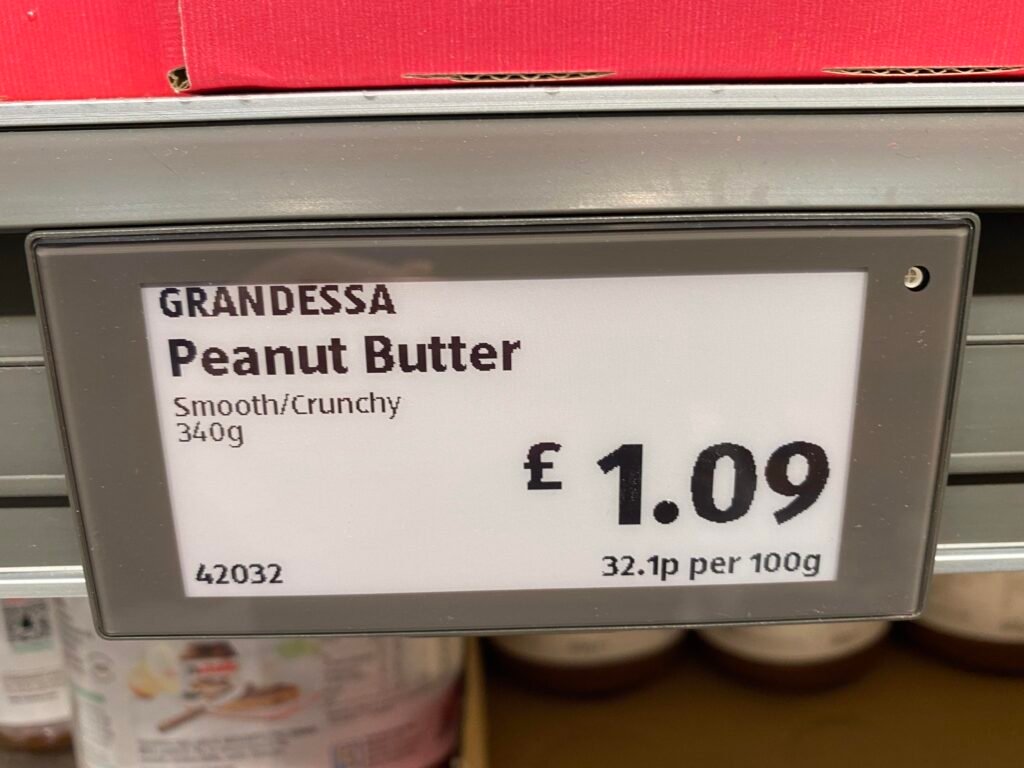 GRANDESSA
Peanut Butter
Smooth/Crunchy
340g
£ 1.09
42032
32.1p per 100g